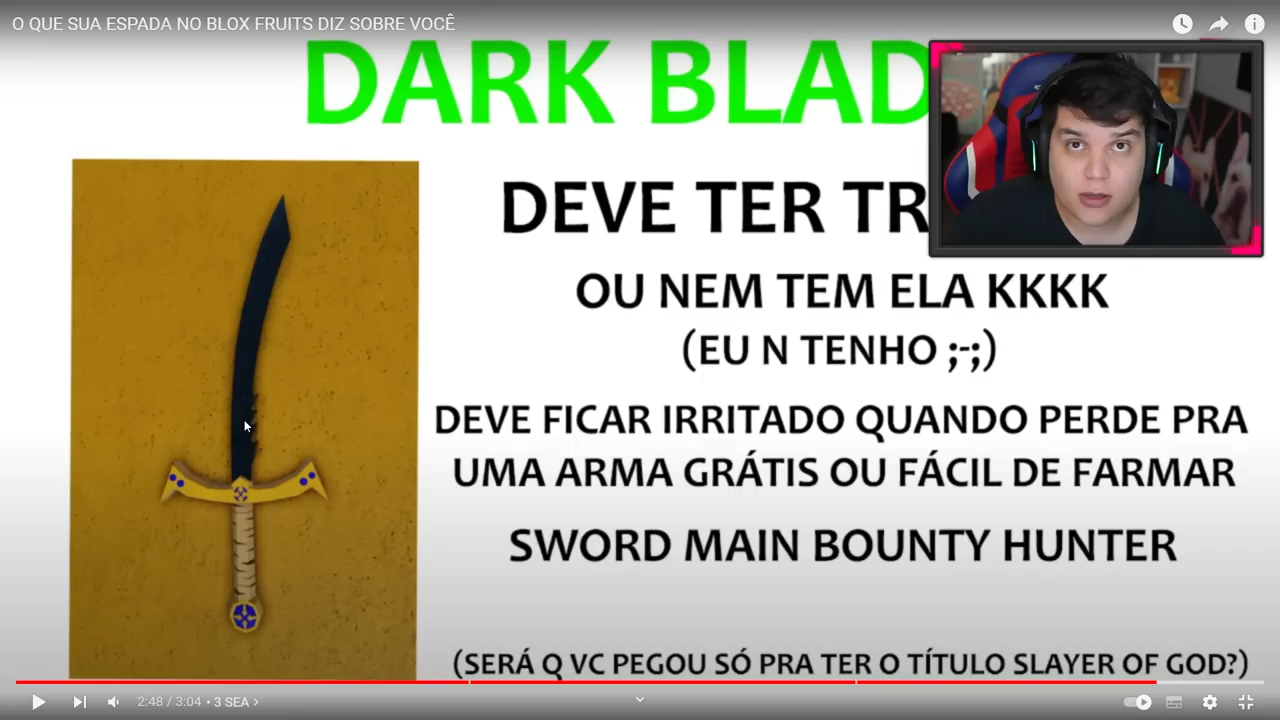 O QUE SUA ESPADA NO BLOX FRUITS DIZ SOBRE VOCÊ
DARK BLAD
DEVE TER TR
OU NEM TEM ELA KKKK
(EU N TENHO ;-;)
DEVE FICAR IRRITADO QUANDO PERDE PRA
UMA ARMA GRÁTIS OU FÁCIL DE FARMAR
SWORD MAIN BOUNTY HUNTER
(SERÁ Q VC PEGOU SÓ PRA TER O TÍTULO SLAYER OF GOD?)
2:48 / 3:04 • 3 SEA >